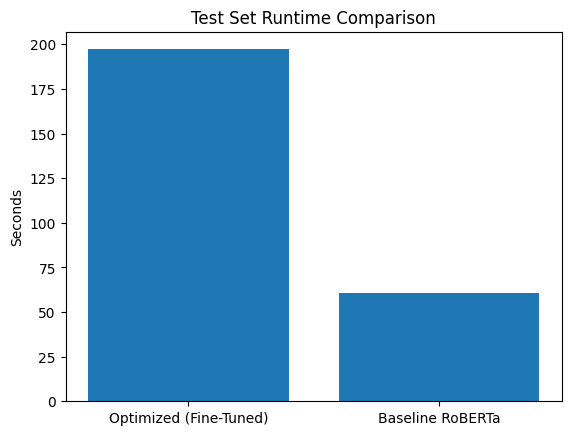 Test Set Runtime Comparison
200
175
150
125
100
75
50
25
0
Seconds
Optimized (Fine-Tuned)
Baseline RoBERTa